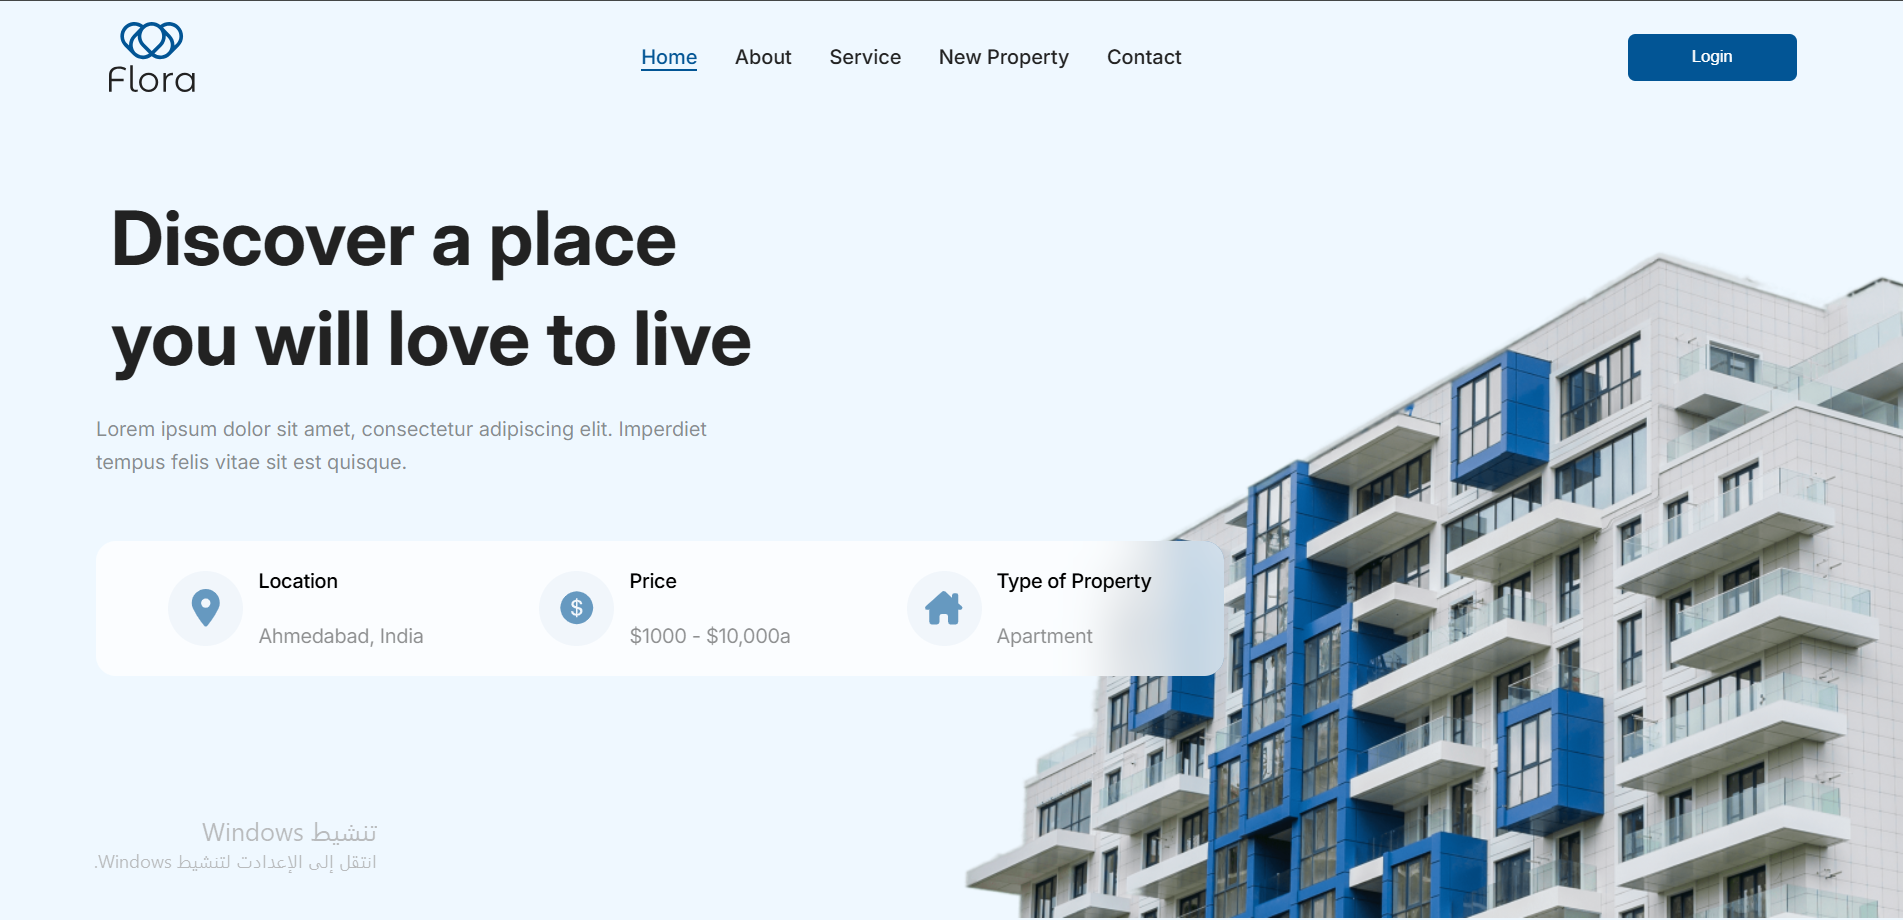 Flora
Home About Service New Property Contact
Login
Discover a place
you will love to live
Lorem ipsum dolor sit amet, consectetur adipiscing elit. Imperdiet
tempus felis vitae sit est quisque.
Location
Ahmedabad, India
$
Price
$1000 - $10,000a
Type of Property
Apartment
تنشيط Windows
انتقل إلى الإعدادات لتنشيط Windows.